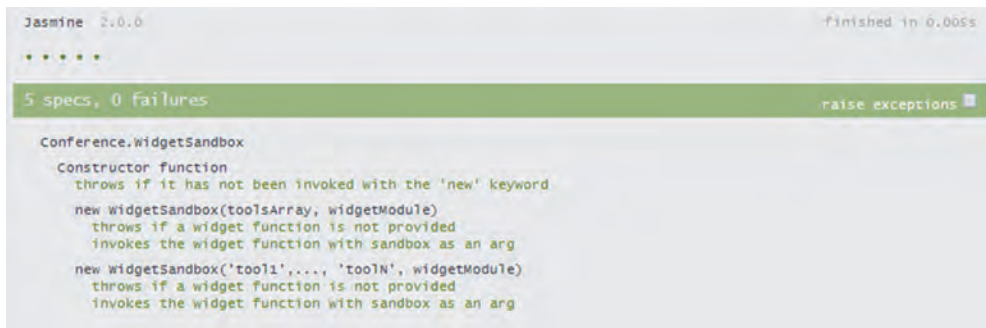 Jasmine 2.0.0 finished in 0.005s
5 specs, 0 failures raise exceptions
Conference.WidgetSandbox
Constructor function
throws if it has not been invoked with the 'new' keyword
new WidgetSandbox(toolsArray, widgetModule)
throws if a widget function is not provided
invokes the widget function with sandbox as an arg
new WidgetSandbox('tool1',..., 'toolN', widgetModule)
throws if a widget function is not provided
invokes the widget function with sandbox as an arg